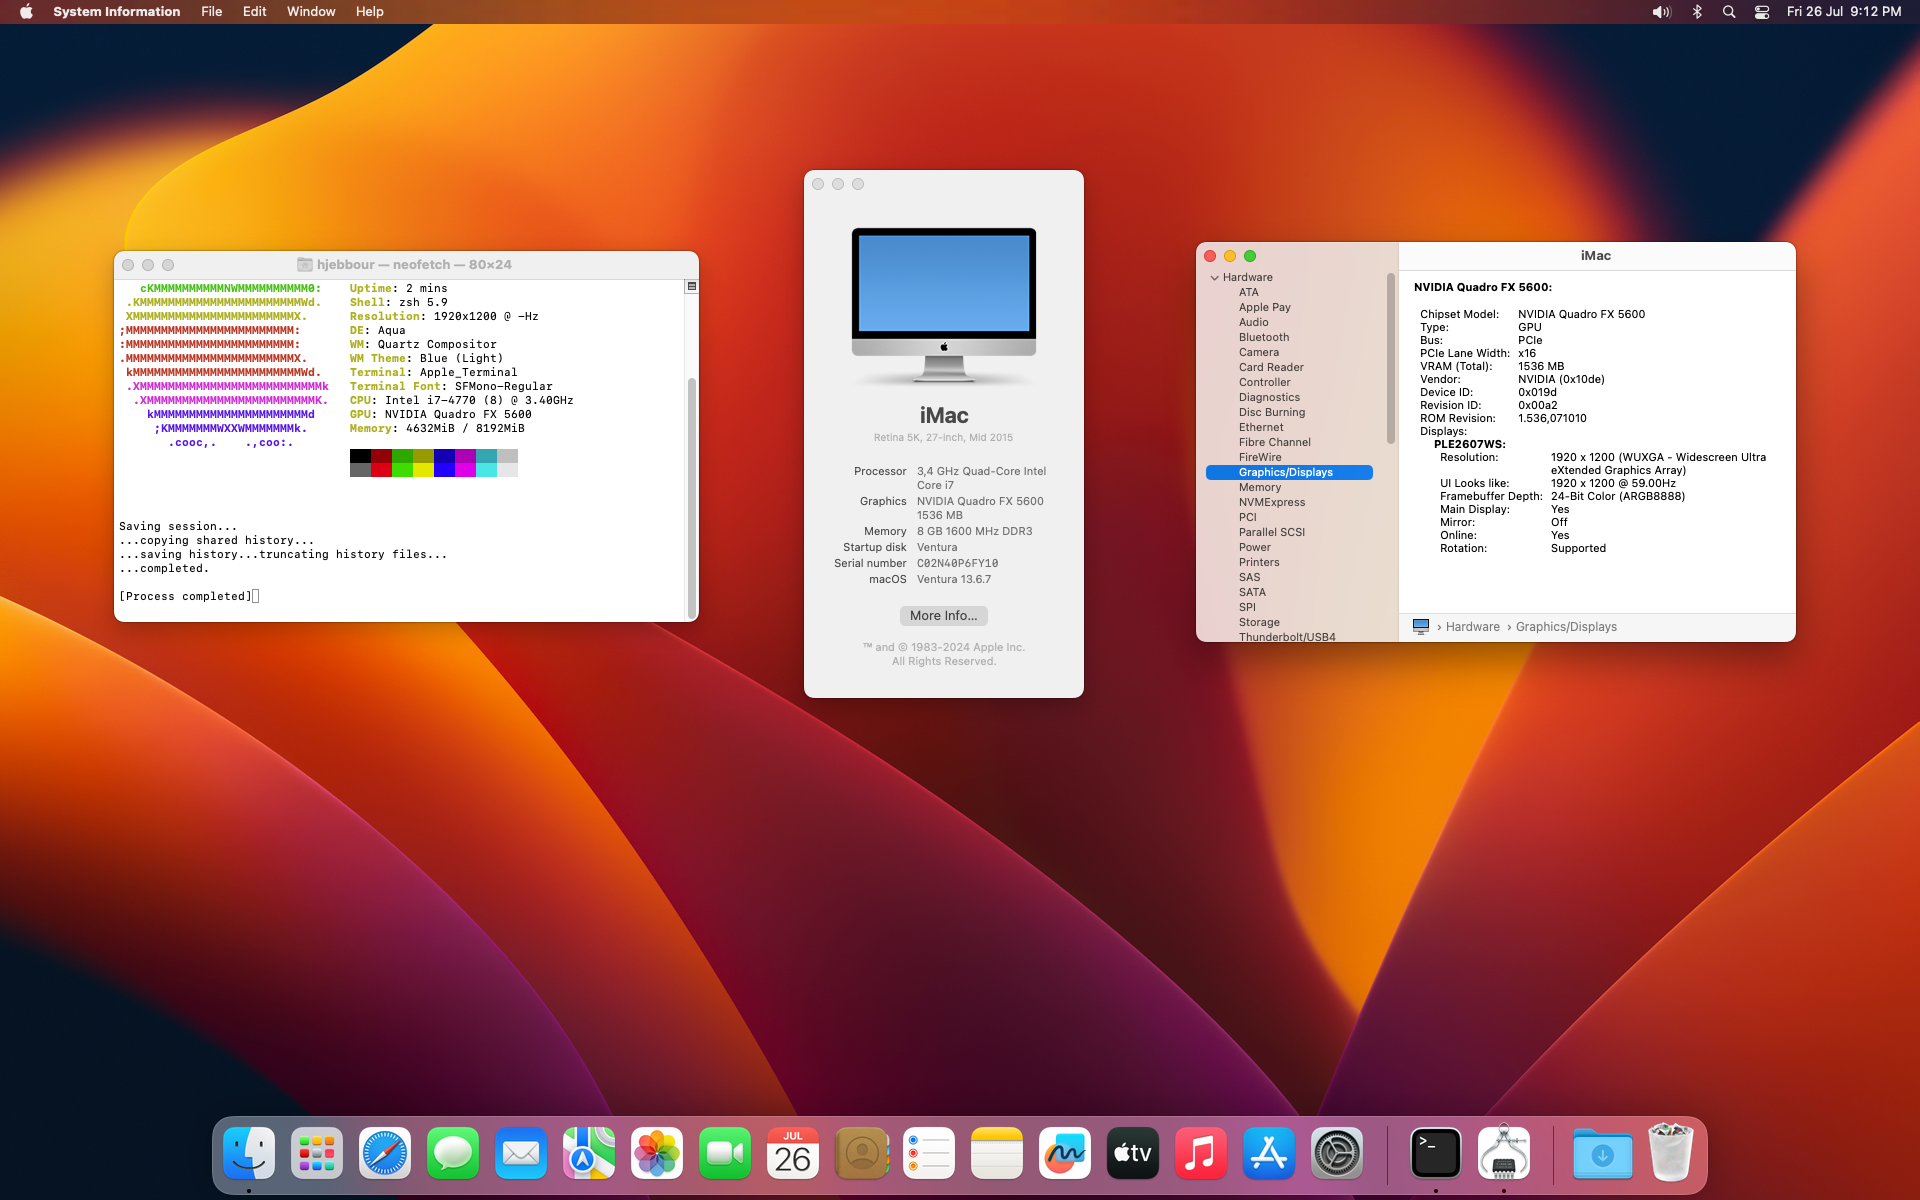 System Information File Edit Window Help
Fri 26 Jul 9:12 PM
hjebbour — neofetch — 80×24
cKMMMMMMMMMMNWMMMMMMMMMM0: Uptime: 2 mins
.KMMMMMMMMMMMMMMMMMMMMMMMWd. Shell: zsh 5.9
XMMMMMMMMMMMMMMMMMMMMMMMX. Resolution: 1920x1200 @ -Hz
;MMMMMMMMMMMMMMMMMMMMMMMM: DE: Aqua
:MMMMMMMMMMMMMMMMMMMMMMMM: WM: Quartz Compositor
.MMMMMMMMMMMMMMMMMMMMMMMMX. WM Theme: Blue (Light)
kMMMMMMMMMMMMMMMMMMMMMMMMWd. Terminal: Apple_Terminal
.XMMMMMMMMMMMMMMMMMMMMMMMMMMk Terminal Font: SFMono-Regular
.XMMMMMMMMMMMMMMMMMMMMMMMMK. CPU: Intel i7-4770 (8) @ 3.40GHz
kMMMMMMMMMMMMMMMMMMMMMMd GPU: NVIDIA Quadro FX 5600
;KMMMMMMMWXXWMMMMMMMk. Memory: 4632MiB / 8192MiB
.cooc,. .,coo:.
Saving session...
...copying shared history...
...saving history...truncating history files...
...completed.
[Process completed]
iMac
Retina 5K, 27-inch, Mid 2015
Processor 3,4 GHz Quad-Core Intel
Core i7
Graphics NVIDIA Quadro FX 5600
1536 MB
Memory 8 GB 1600 MHz DDR3
Startup disk Ventura
Serial number C02N40P6FY10
macOS Ventura 13.6.7
More Info...
™ and © 1983-2024 Apple Inc.
All Rights Reserved.
Hardware
ATA
Apple Pay
Audio
Bluetooth
Camera
Card Reader
Controller
Diagnostics
Disc Burning
Ethernet
Fibre Channel
FireWire
Graphics/Displays
Memory
NVMExpress
PCI
Parallel SCSI
Power
Printers
SAS
SATA
SPI
Storage
Thunderbolt/USB4
iMac
NVIDIA Quadro FX 5600:
Chipset Model: NVIDIA Quadro FX 5600
Type: GPU
Bus: PCIe
PCIe Lane Width: x16
VRAM (Total): 1536 MB
Vendor: NVIDIA (0x10de)
Device ID: 0x019d
Revision ID: 0x00a2
ROM Revision: 1.536,071010
Displays:
PLE2607WS:
Resolution: 1920 x 1200 (WUXGA - Widescreen Ultra
eXtended Graphics Array)
UI Looks like: 1920 x 1200 @ 59.00Hz
Framebuffer Depth: 24-Bit Color (ARGB8888)
Main Display: Yes
Mirror: Off
Online: Yes
Rotation: Supported
› Hardware › Graphics/Displays
JUL
26
tv
>_